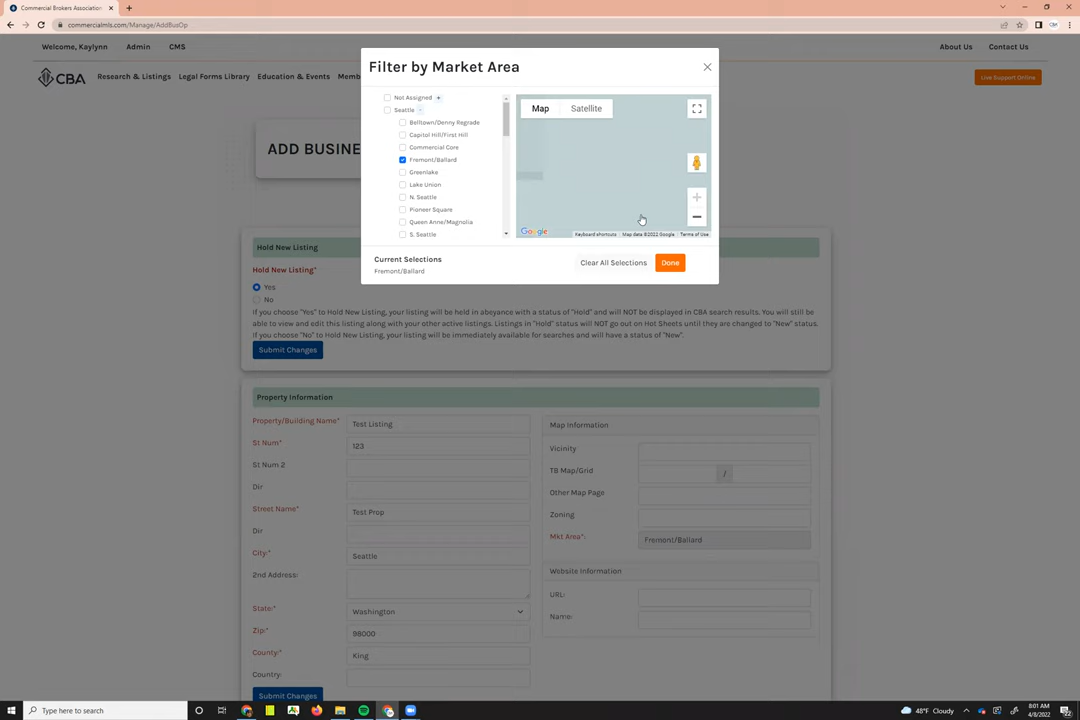 Commercial Brokers Association
commercialmls.com/Manage/AddBusOp
Welcome, Kaylynn Admin CMS About Us Contact Us
CBA Research & Listings Legal Forms Library Education & Events Memb Live Support Online
ADD BUSINE
Filter by Market Area
Not Assigned +
Seattle -
Belltown/Denny Regrade
Capitol Hill/First Hill
Commercial Core
Fremont/Ballard
Greenlake
Lake Union
N. Seattle
Pioneer Square
Queen Anne/Magnolia
S. Seattle
Map Satellite
Google Keyboard shortcuts Map data ©2022 Google Terms of Use
Current Selections
Fremont/Ballard
Clear All Selections Done
Hold New Listing
Hold New Listing*
Yes
No
If you choose "Yes" to Hold New Listing, your listing will be held in abeyance with a status of "Hold" and will NOT be displayed in CBA search results. You will still be
able to view and edit this listing along with your other active listings. Listings in "Hold" status will NOT go out on Hot Sheets until they are changed to "New" status.
If you choose "No" to Hold New Listing, your listing will be immediately available for searches and will have a status of "New".
Submit Changes
Property Information
Property/Building Name* Test Listing
St Num* 123
St Num 2
Dir
Street Name* Test Prop
Dir
City:* Seattle
2nd Address:
State:* Washington
Zip:* 98000
County:* King
County:
Submit Changes
Map Information
Vicinity
TB Map/Grid /
Other Map Page
Zoning
Mkt Area*: Fremont/Ballard
Website Information
URL:
Name:
Type here to search
48°F Cloudy
8:01 AM
4/8/2022
22